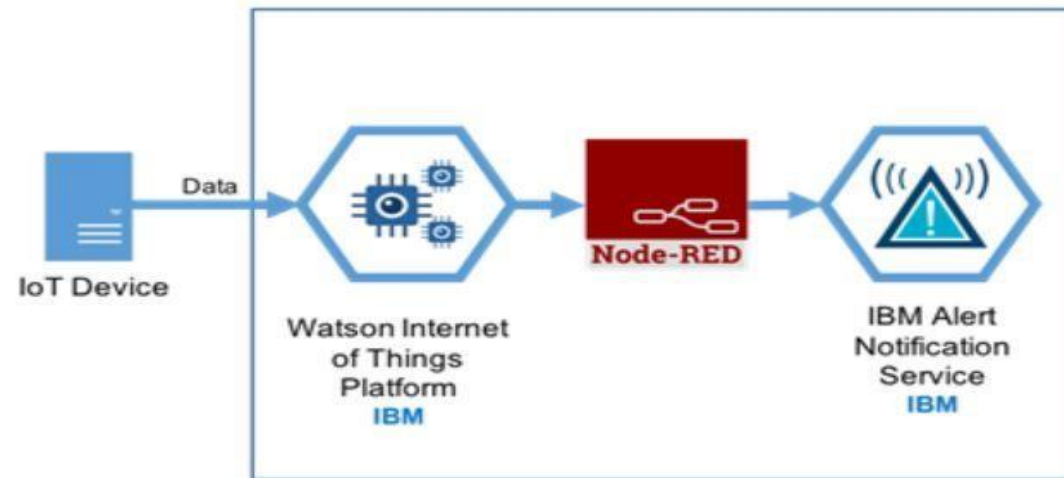 Data
IoT Device
Watson Internet
of Things
Platform
IBM
Node-RED
IBM Alert
Notification
Service
IBM